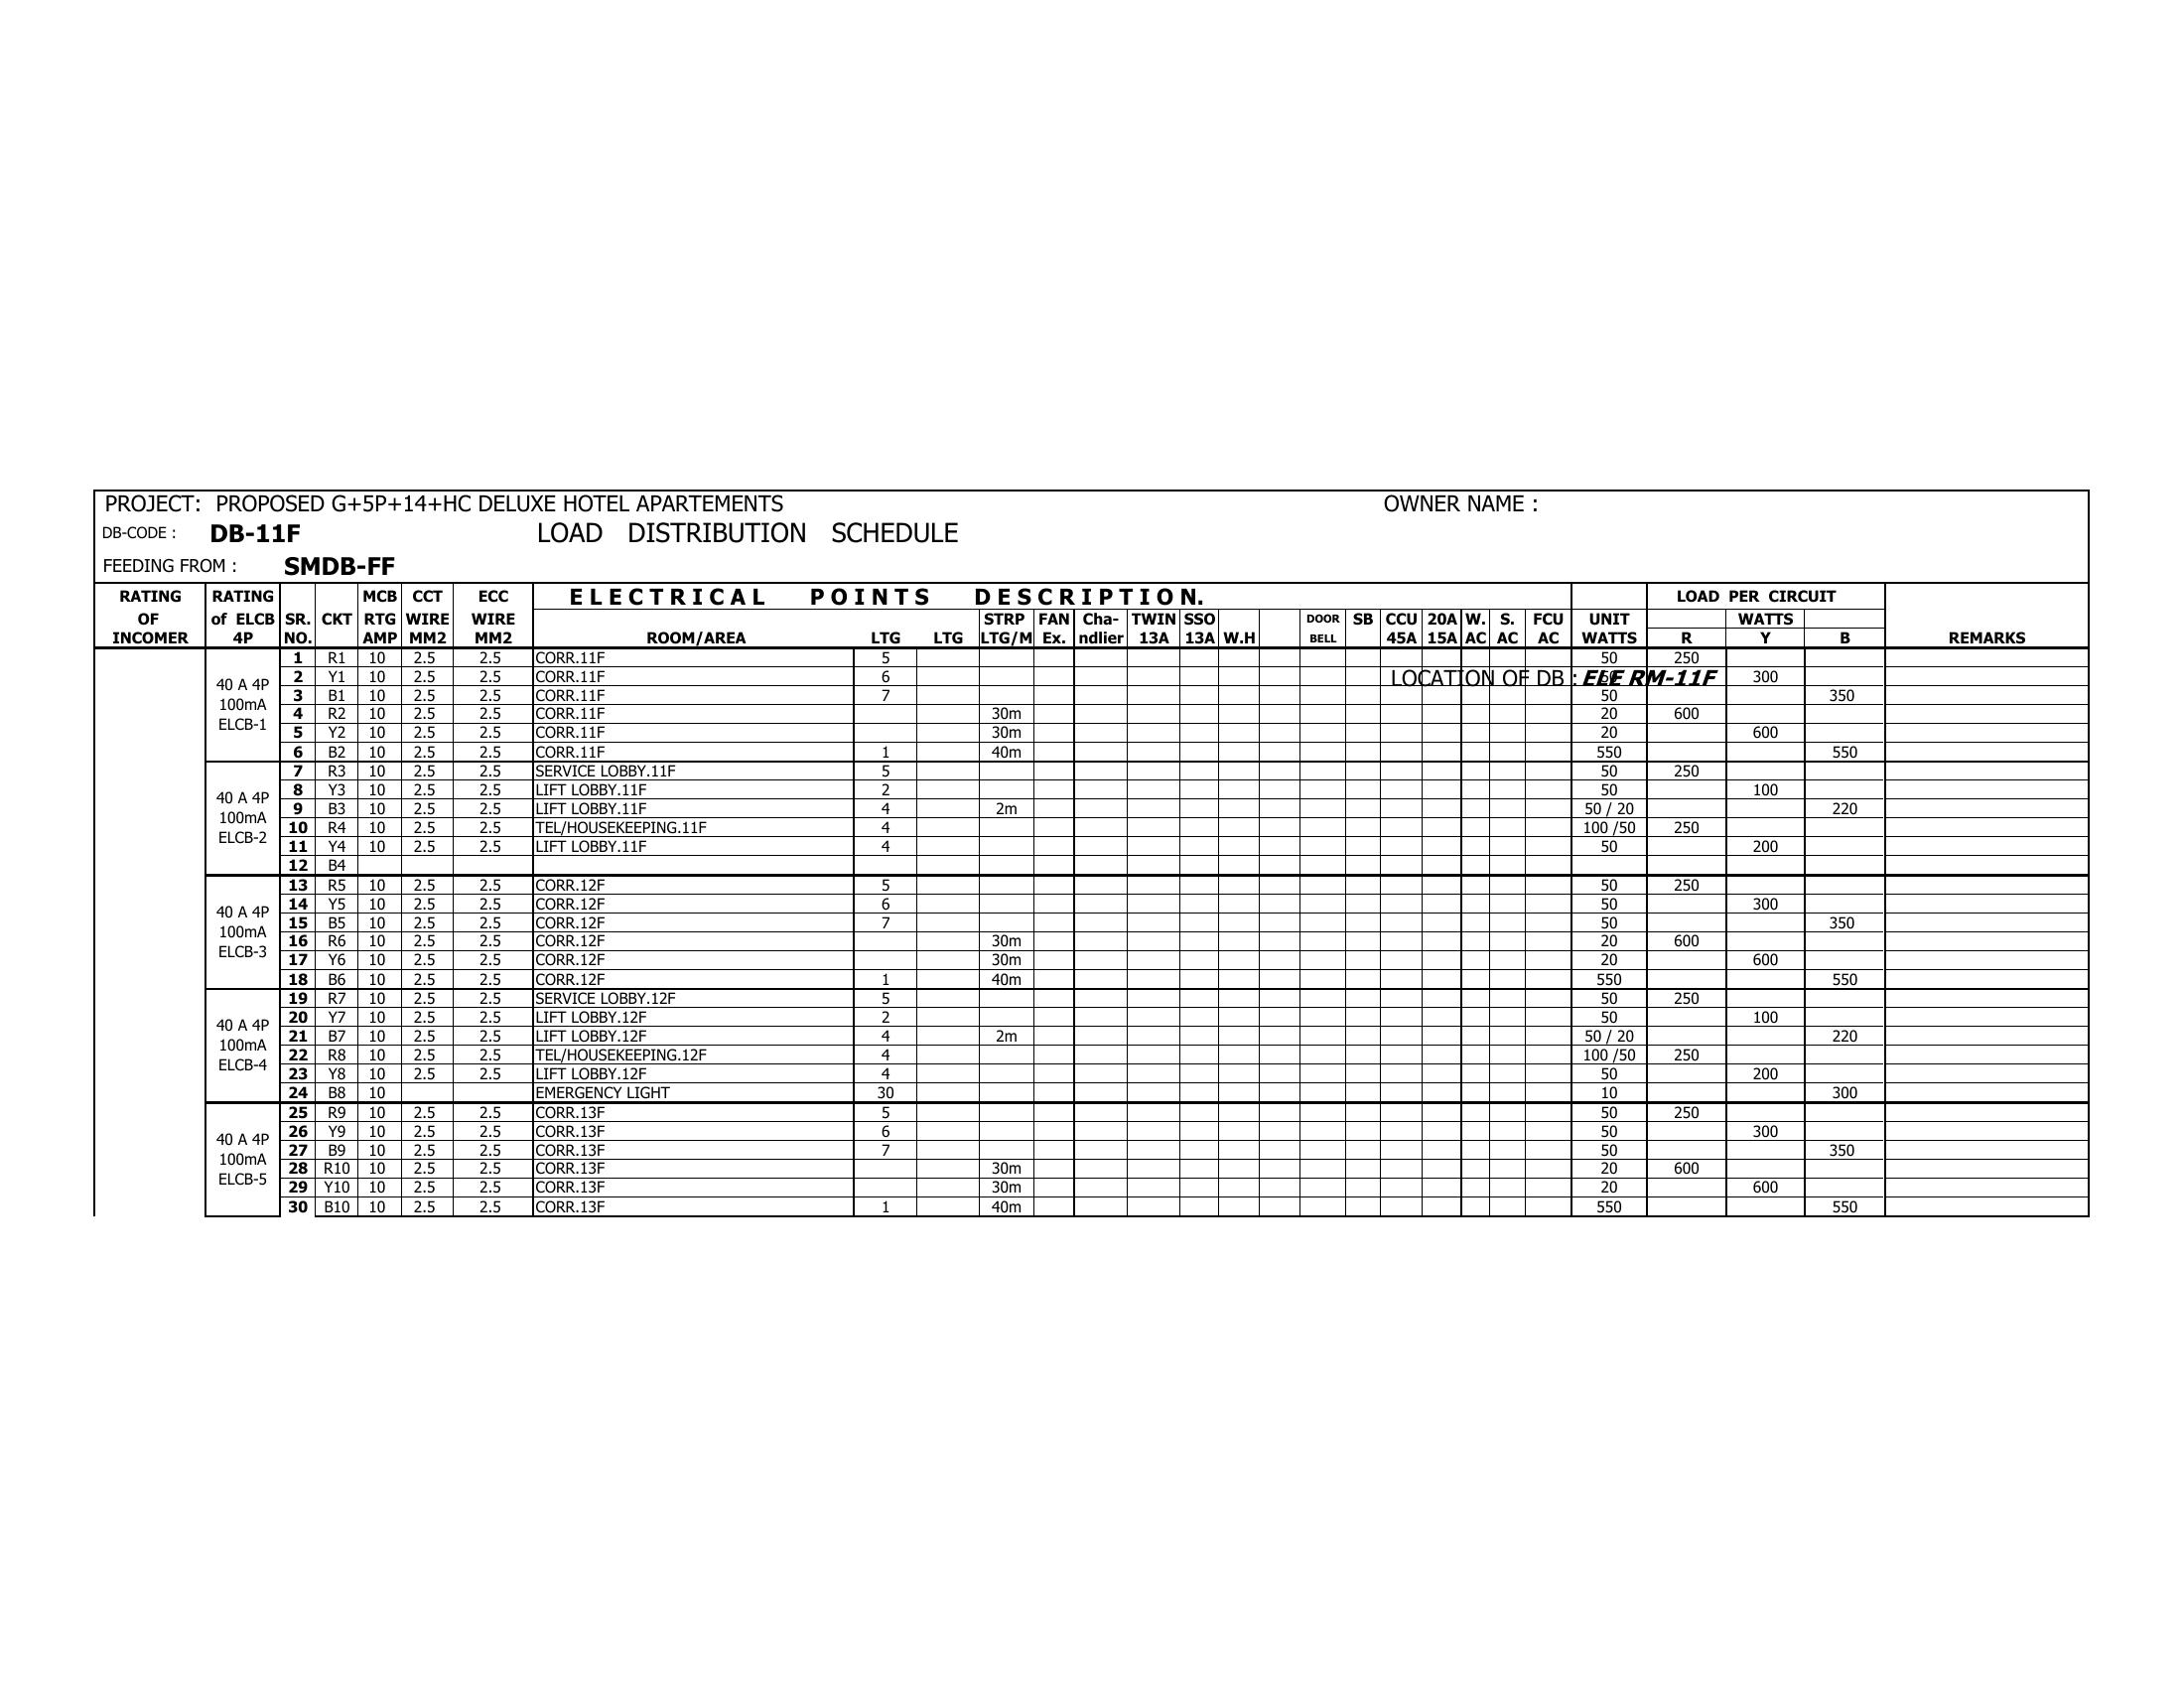 PROJECT: PROPOSED G+5P+14+HC DELUXE HOTEL APARTEMENTS OWNER NAME :
DB-CODE : DB-11F LOAD DISTRIBUTION SCHEDULE
FEEDING FROM : SMDB-FF
RATING RATING MCB CCT ECC ELECTRICAL POINTS DESCRIPTION. LOAD PER CIRCUIT
OF of ELCB SR. CKT RTG WIRE WIRE STRP FAN Cha- TWIN SSO DOOR SB CCU 20A W. S. FCU UNIT WATTS
INCOMER 4P NO. AMP MM2 MM2 ROOM/AREA LTG LTG LTG/M Ex. ndlier 13A 13A W.H BELL 45A 15A AC AC AC WATTS R Y B REMARKS
1 R1 10 2.5 2.5 CORR.11F 5 50 250
40 A 4P 2 Y1 10 2.5 2.5 CORR.11F 6 LOCATION OF DB : ELE RM-11F 300
100mA 3 B1 10 2.5 2.5 CORR.11F 7 50 350
ELCB-1 4 R2 10 2.5 2.5 CORR.11F 30m 20 600
5 Y2 10 2.5 2.5 CORR.11F 30m 20 600
6 B2 10 2.5 2.5 CORR.11F 1 40m 550 550
7 R3 10 2.5 2.5 SERVICE LOBBY.11F 5 50 250
40 A 4P 8 Y3 10 2.5 2.5 LIFT LOBBY.11F 2 50 100
100mA 9 B3 10 2.5 2.5 LIFT LOBBY.11F 4 2m 50 / 20 220
ELCB-2 10 R4 10 2.5 2.5 TEL/HOUSEKEEPING.11F 4 100 /50 250
11 Y4 10 2.5 2.5 LIFT LOBBY.11F 4 50 200
12 B4
13 R5 10 2.5 2.5 CORR.12F 5 50 250
40 A 4P 14 Y5 10 2.5 2.5 CORR.12F 6 50 300
100mA 15 B5 10 2.5 2.5 CORR.12F 7 50 350
ELCB-3 16 R6 10 2.5 2.5 CORR.12F 30m 20 600
17 Y6 10 2.5 2.5 CORR.12F 30m 20 600
18 B6 10 2.5 2.5 CORR.12F 1 40m 550 550
19 R7 10 2.5 2.5 SERVICE LOBBY.12F 5 50 250
40 A 4P 20 Y7 10 2.5 2.5 LIFT LOBBY.12F 2 50 100
100mA 21 B7 10 2.5 2.5 LIFT LOBBY.12F 4 2m 50 / 20 220
ELCB-4 22 R8 10 2.5 2.5 TEL/HOUSEKEEPING.12F 4 100 /50 250
23 Y8 10 2.5 2.5 LIFT LOBBY.12F 4 50 200
24 B8 10 EMERGENCY LIGHT 30 10 300
25 R9 10 2.5 2.5 CORR.13F 5 50 250
40 A 4P 26 Y9 10 2.5 2.5 CORR.13F 6 50 300
100mA 27 B9 10 2.5 2.5 CORR.13F 7 50 350
ELCB-5 28 R10 10 2.5 2.5 CORR.13F 30m 20 600
29 Y10 10 2.5 2.5 CORR.13F 30m 20 600
30 B10 10 2.5 2.5 CORR.13F 1 40m 550 550